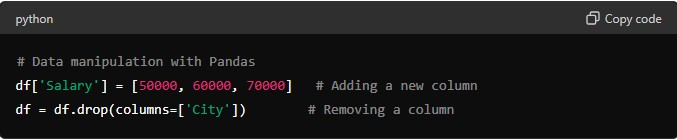 python Copy code
# Data manipulation with Pandas
df['Salary'] = [50000, 60000, 70000]   # Adding a new column
df = df.drop(columns=['City'])        # Removing a column